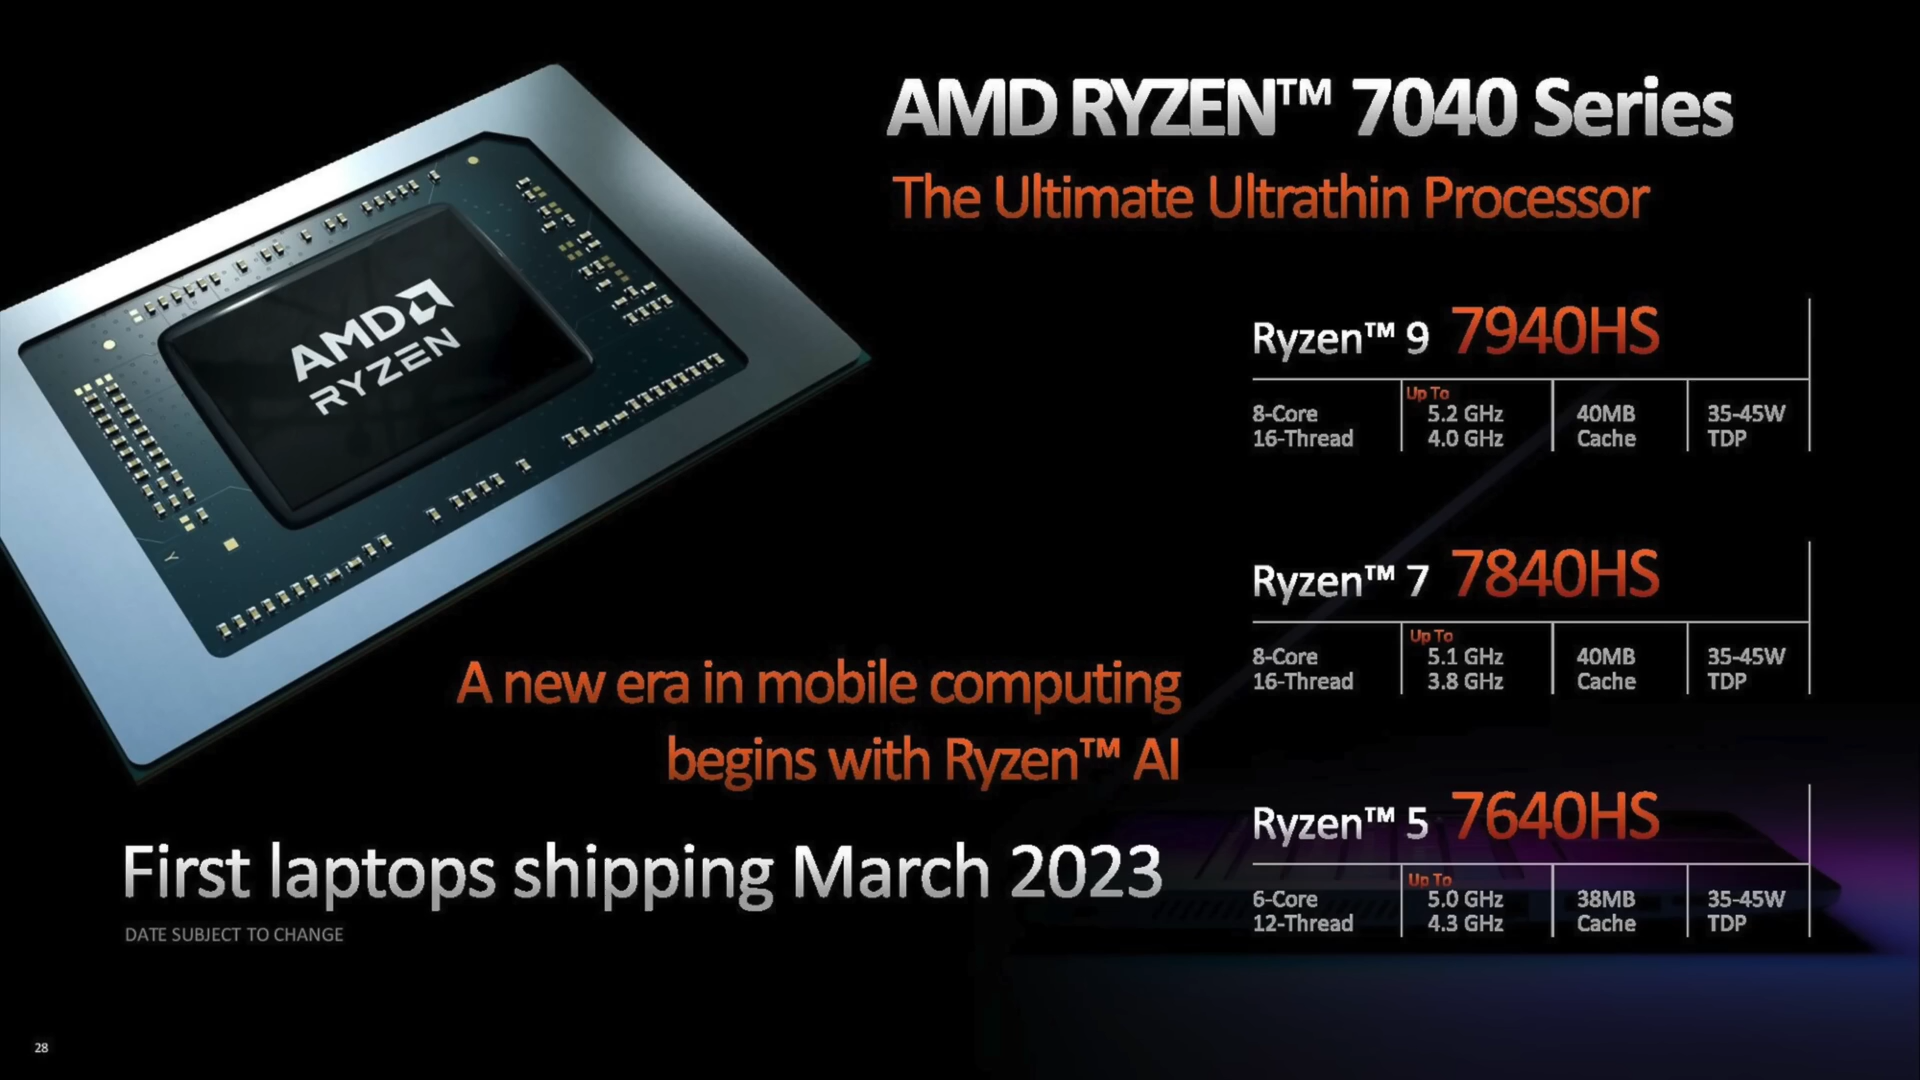 AMD RYZEN™ 7040 Series
The Ultimate Ultrathin Processor
AMD
RYZEN
Ryzen™ 9 7940HS
8-Core
16-Thread
Up To
5.2 GHz
4.0 GHz
40MB
Cache
35-45W
TDP
Ryzen™ 7 7840HS
8-Core
16-Thread
Up To
5.1 GHz
3.8 GHz
40MB
Cache
35-45W
TDP
Ryzen™ 5 7640HS
6-Core
12-Thread
Up To
5.0 GHz
4.3 GHz
38MB
Cache
35-45W
TDP
A new era in mobile computing
begins with Ryzen™ AI
First laptops shipping March 2023
DATE SUBJECT TO CHANGE
28